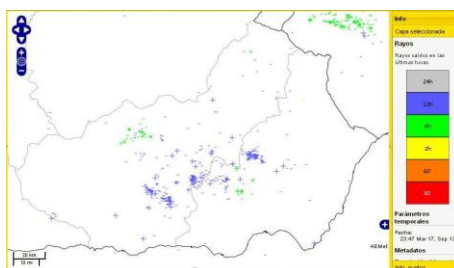 Info
Capa seleccionada
Rayos
Rayos caídos en las
últimas horas
24h
12h
6h
2h
60'
30'
Parámetros
temporales
Fecha:
23:47 Mar 17, Sep 13
Metadatos
20 km
10 mi
AEMet